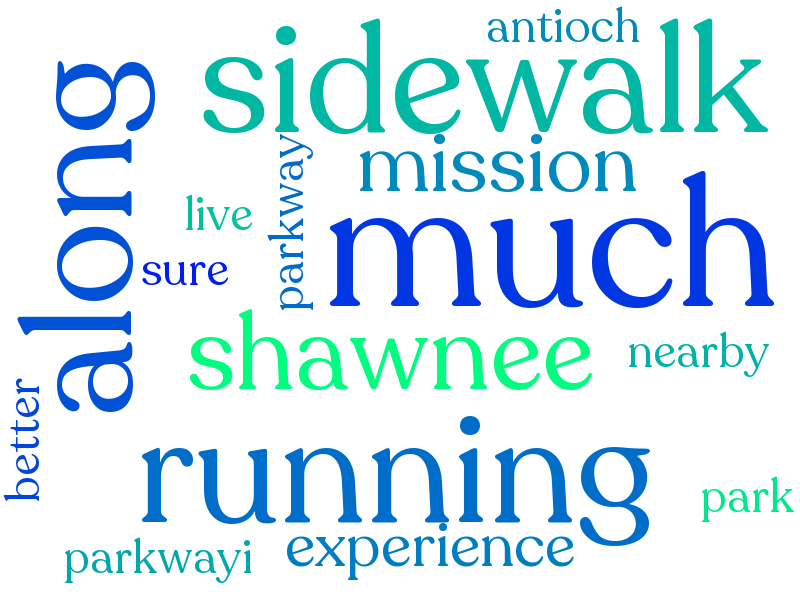 antioch
sidewalk
along
mission
parkway
live
much
sure
shawnee
nearby
better
running
park
experience
parkwayi